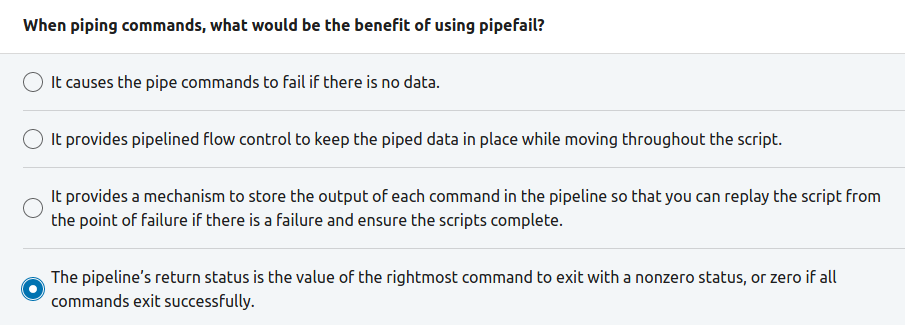 When piping commands, what would be the benefit of using pipefail?
It causes the pipe commands to fail if there is no data.
It provides pipelined flow control to keep the piped data in place while moving throughout the script.
It provides a mechanism to store the output of each command in the pipeline so that you can replay the script from
the point of failure if there is a failure and ensure the scripts complete.
The pipeline’s return status is the value of the rightmost command to exit with a nonzero status, or zero if all
commands exit successfully.